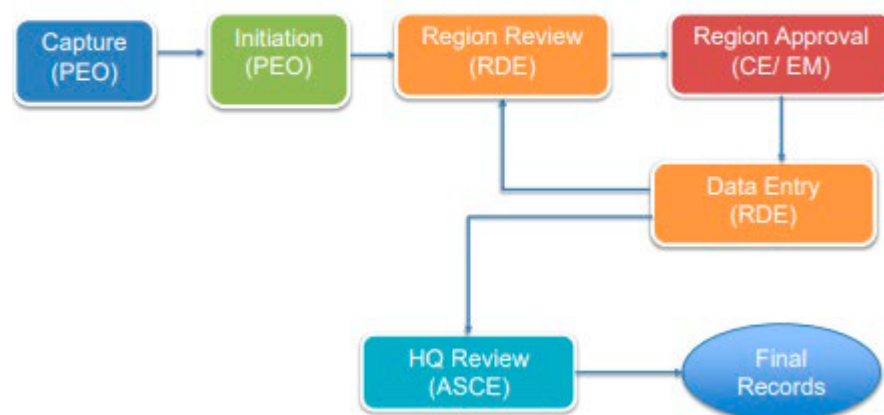 Capture
(PEO)
Initiation
(PEO)
Region Review
(RDE)
Region Approval
(CE/ EM)
Data Entry
(RDE)
HQ Review
(ASCE)
Final
Records